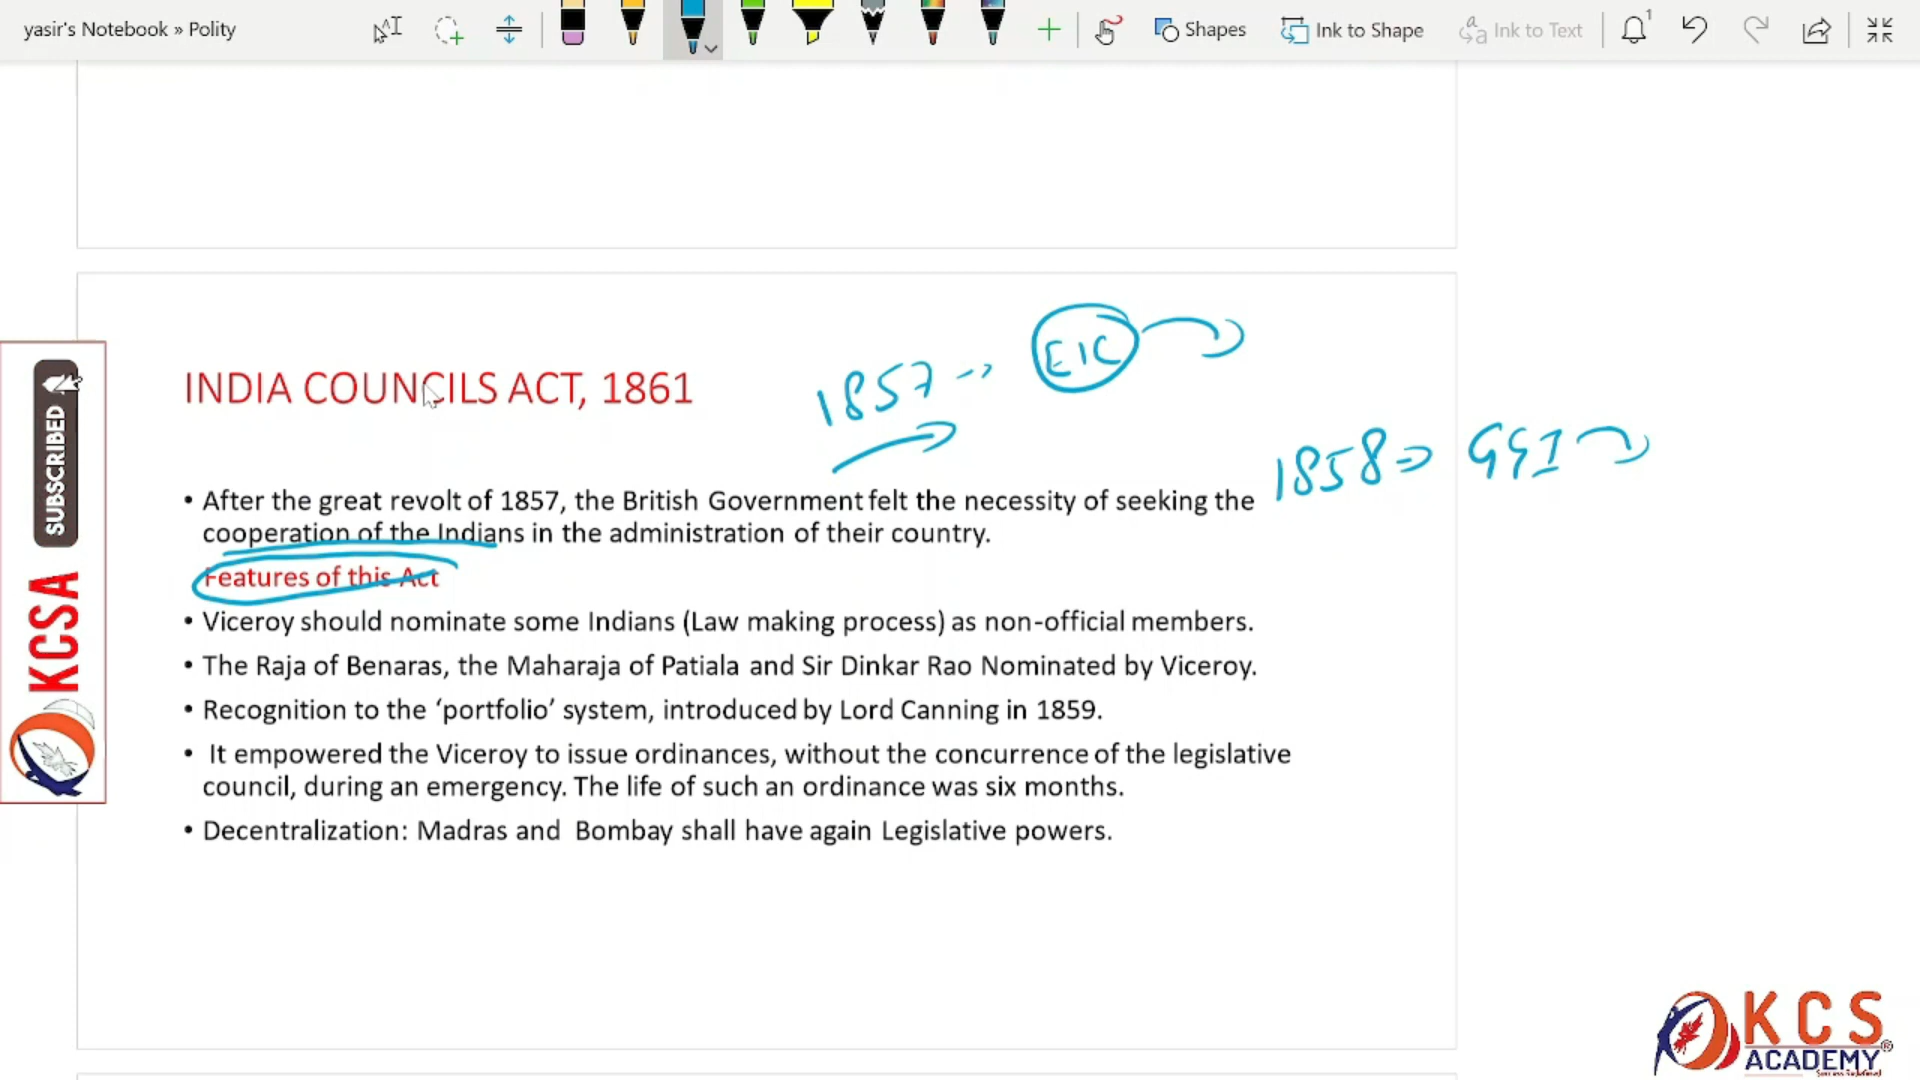 yasir's Notebook » Polity
Shapes
Ink to Shape
Ink to Text
1
INDIA COUNCILS ACT, 1861
1857
EIC
1858
• After the great revolt of 1857, the British Government felt the necessity of seeking the
cooperation of the Indians in the administration of their country.
Features of this Act
• Viceroy should nominate some Indians (Law making process) as non-official members.
• The Raja of Benaras, the Maharaja of Patiala and Sir Dinkar Rao Nominated by Viceroy.
• Recognition to the ‘portfolio’ system, introduced by Lord Canning in 1859.
• It empowered the Viceroy to issue ordinances, without the concurrence of the legislative
council, during an emergency. The life of such an ordinance was six months.
• Decentralization: Madras and Bombay shall have again Legislative powers.
SUBSCRIBED
KCSA
KCS
ACADEMY®